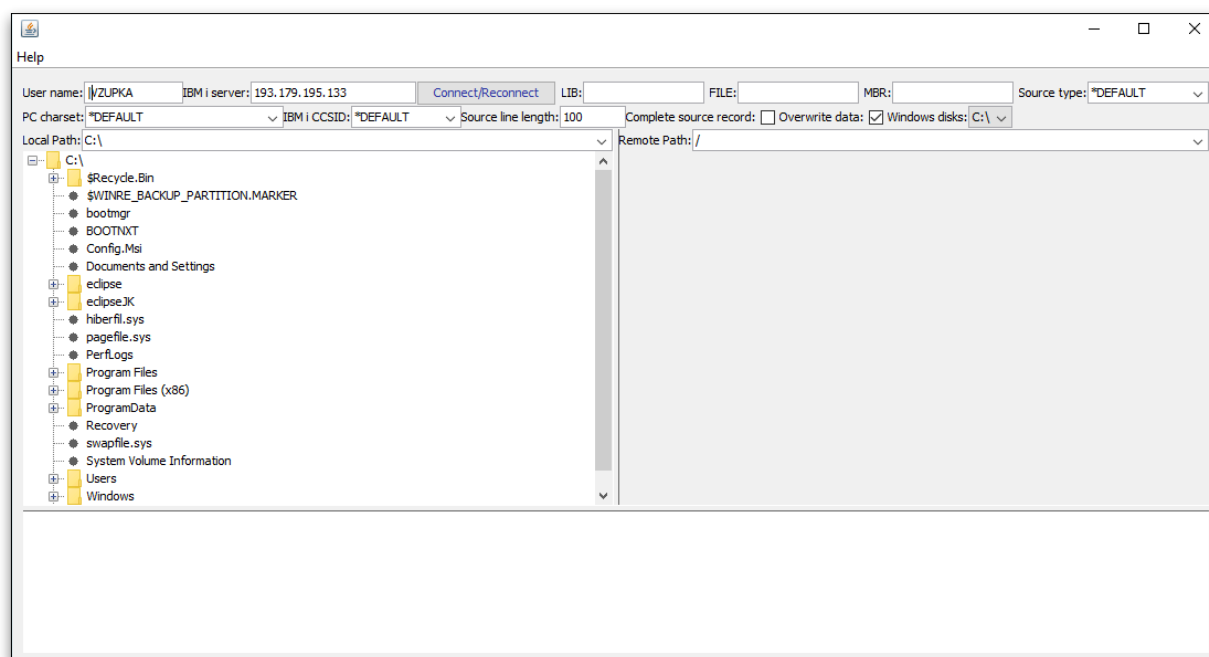 Help
User name: VZUPKA IBM i server: 193.179.195.133 Connect/Reconnect LIB: FILE: MBR: Source type: *DEFAULT
PC charset: *DEFAULT IBM i CCSID: *DEFAULT Source line length: 100 Complete source record: Overwrite data: Windows disks: C:\
Local Path: C:\ Remote Path: /
C:\
$Recycle.Bin
$WINRE_BACKUP_PARTITION.MARKER
bootmgr
BOOTNXT
Config.Msi
Documents and Settings
eclipse
eclipseJK
hiberfil.sys
pagefile.sys
PerfLogs
Program Files
Program Files (x86)
ProgramData
Recovery
swapfile.sys
System Volume Information
Users
Windows